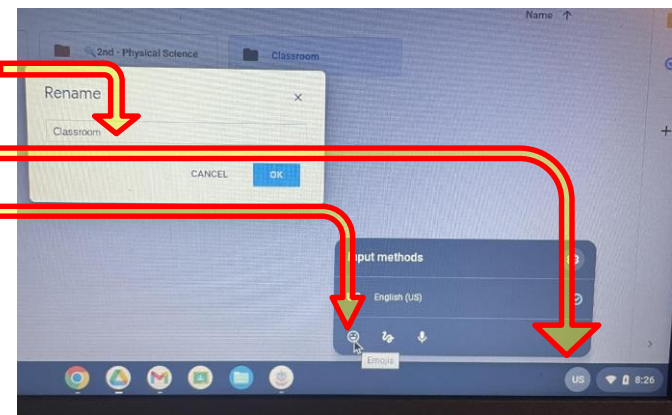 Name ↑
2nd - Physical Science
Classroom
Rename
×
Classroom
CANCEL
OK
Input methods
English (US)
Emojis
US
8:26